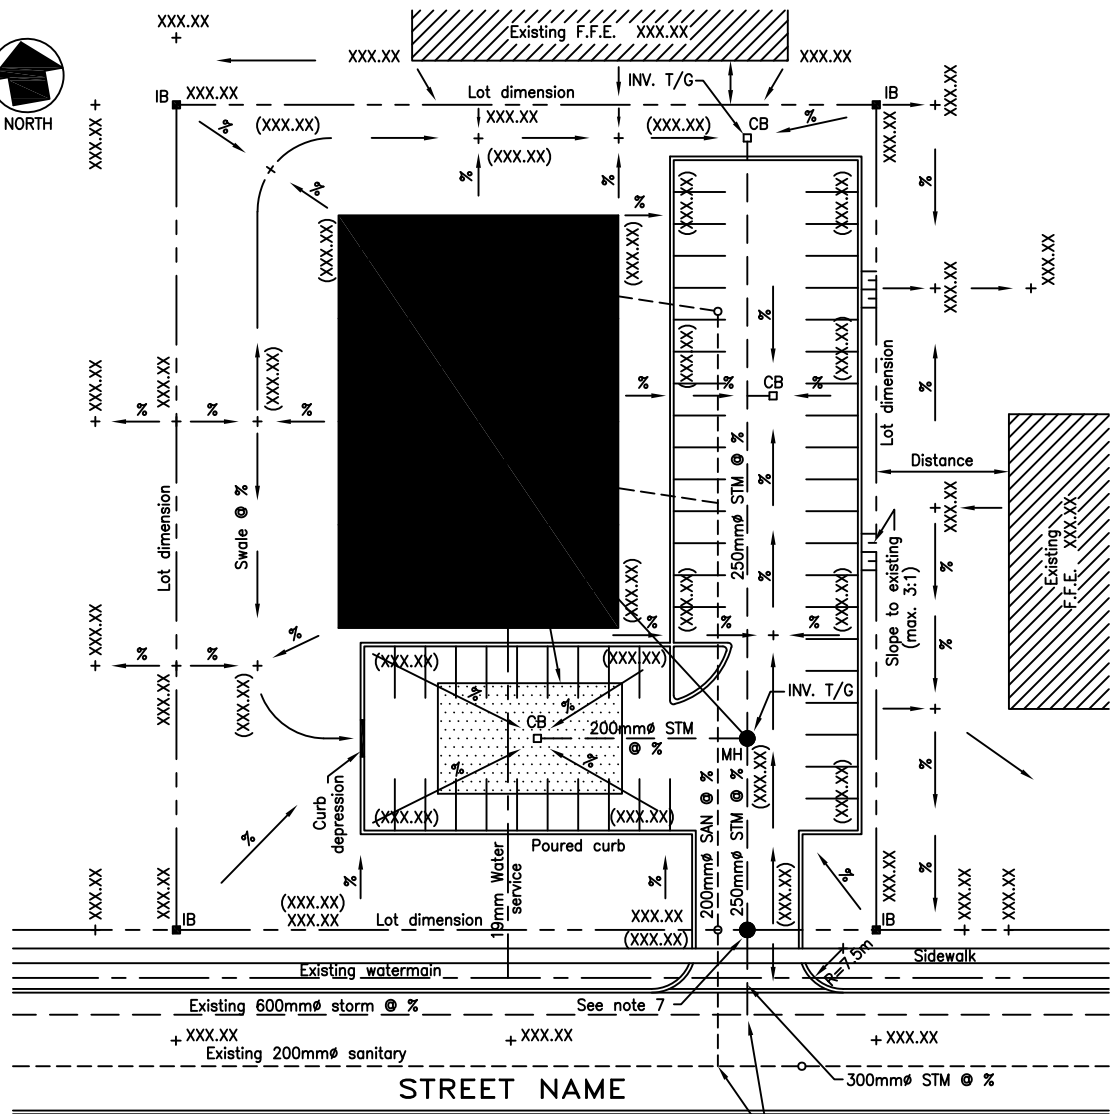 XXX.XX
Existing F.F.E. XXX.XX
XXX.XX
XXX.XX
INV. T/G
XXX.XX
NORTH
IB
XXX.XX
Lot dimension
CB
XXX.XX
XXX.XX
%
(XXX.XX)
XXX.XX
(XXX.XX)
(XXX.XX)
%
XXX.XX
%
%
%
%
(XXX.XX)
(XXX.XX)
(XXX.XX)
(XXX.XX)
%
XXX.XX
XXX.XX
%
(XXX.XX)
(XXX.XX)
XXX.XX
XXX.XX
(XXX.XX)
%
%
%
%
%
CB
%
%
Lot dimension
Distance
Lot dimension
Swale @ %
250mmø STM @ %
%
XXX.XX
Existing
F.F.E. XXX.XX
%
%
Slope to existing
(max. 3:1)
(XXX.XX)
(XXX.XX)
(XXX.XX)
XXX.XX
%
%
%
%
%
%
%
(XXX.XX)
(XXX.XX)
XXX.XX
(XXX.XX)
%
%
INV. T/G
CB
200mmø STM
@ %
MH
%
%
(XXX.XX)
(XXX.XX)
%
Curb
depression
(XXX.XX)
(XXX.XX)
Poured curb
%
200mmø SAN @ %
250mmø STM @ %
19mm Water
service
%
%
%
%
(XXX.XX)
XXX.XX
XXX.XX
XXX.XX
(XXX.XX)
XXX.XX
XXX.XX
XXX.XX
XXX.XX
IB
Lot dimension
XXX.XX
(XXX.XX)
IB
R=7.5m
Sidewalk
Existing watermain
Existing 600mmø storm @ %
See note 7
XXX.XX
XXX.XX
XXX.XX
Existing 200mmø sanitary
STREET NAME
300mmø STM @ %